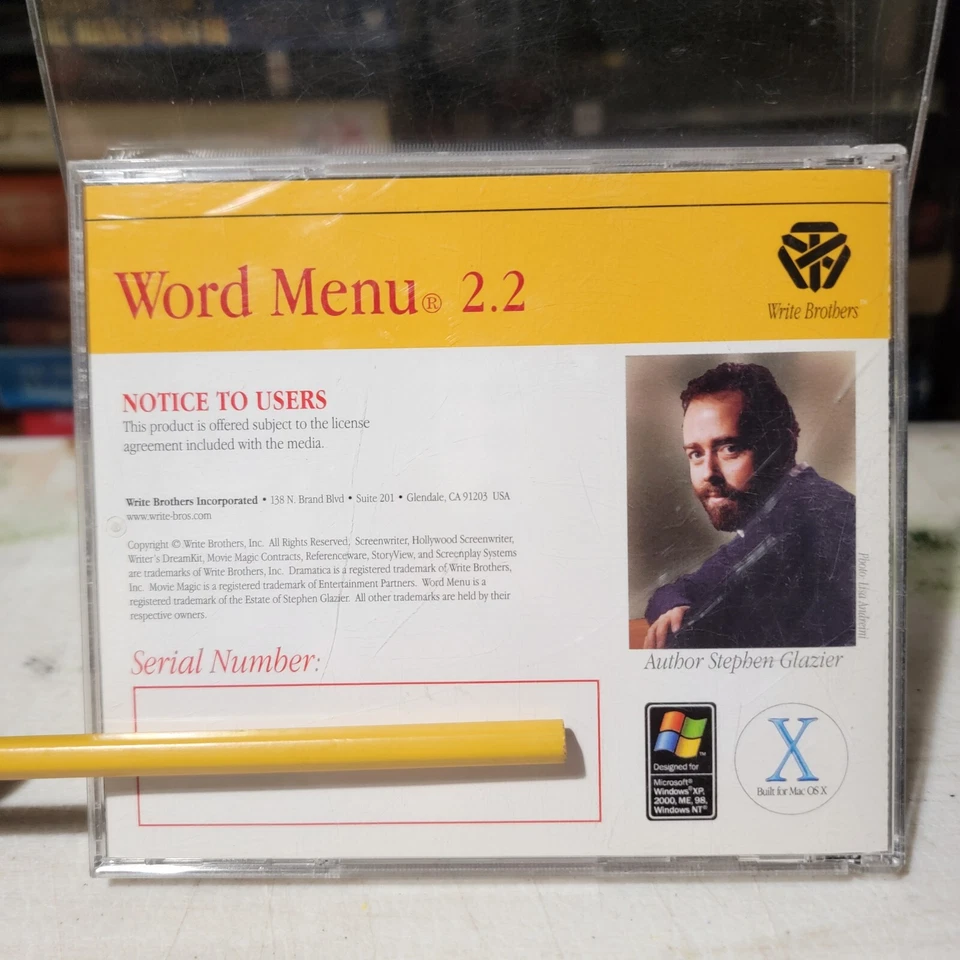 Word Menu® 2.2
Write Brothers™
NOTICE TO USERS
This product is offered subject to the license
agreement included with the media.
Write Brothers Incorporated • 138 N. Brand Blvd • Suite 201 • Glendale, CA 91203 USA
www.write-bros.com
Copyright © Write Brothers, Inc. All Rights Reserved, Screenwriter, Hollywood Screenwriter,
Writer's DreamKit, Movie Magic Contracts, Referenceware, StoryView, and Screenplay Systems
are trademarks of Write Brothers, Inc. Dramatica is a registered trademark of Write Brothers,
Inc. Movie Magic is a registered trademark of Entertainment Partners. Word Menu is a
registered trademark of the Estate of Stephen Glazier. All other trademarks are held by their
respective owners.
Photo: Lisa
Author Stephen Glazier
Serial Number:
™
Designed for
Microsoft®
Windows®XP,
2000, ME, 98,
Windows NT®
X
Built for Mac OS X